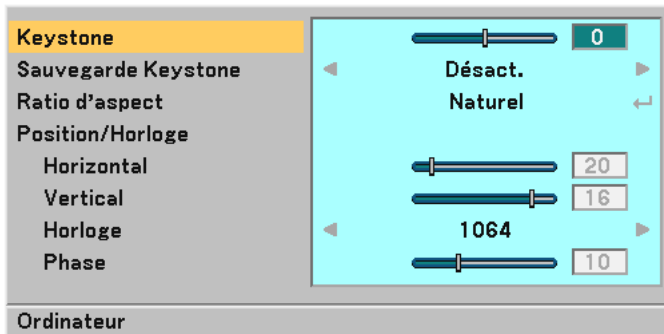 Keystone 0
Sauvegarde Keystone Désact.
Ratio d'aspect Naturel
Position/Horloge
Horizontal 20
Vertical 16
Horloge 1064
Phase 10
Ordinateur